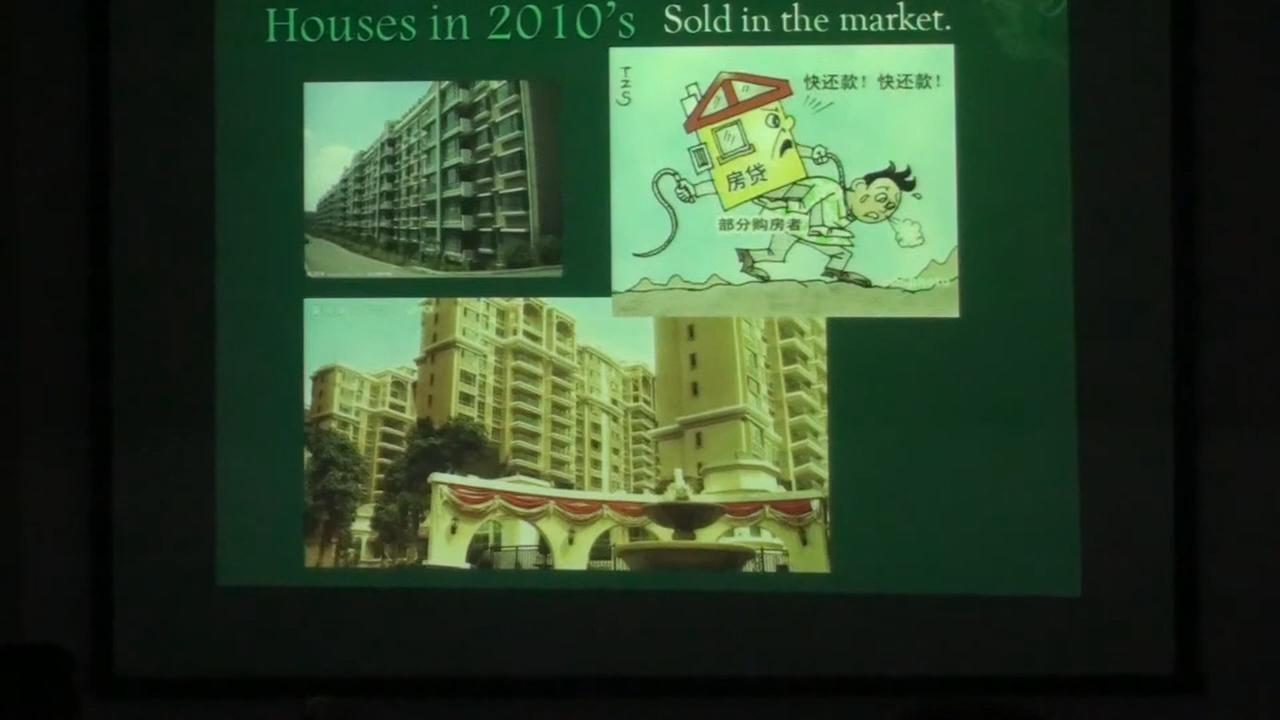 Houses in 2010's
Sold in the market.
TZS
快还款！ 快还款！
房贷
部分购房者